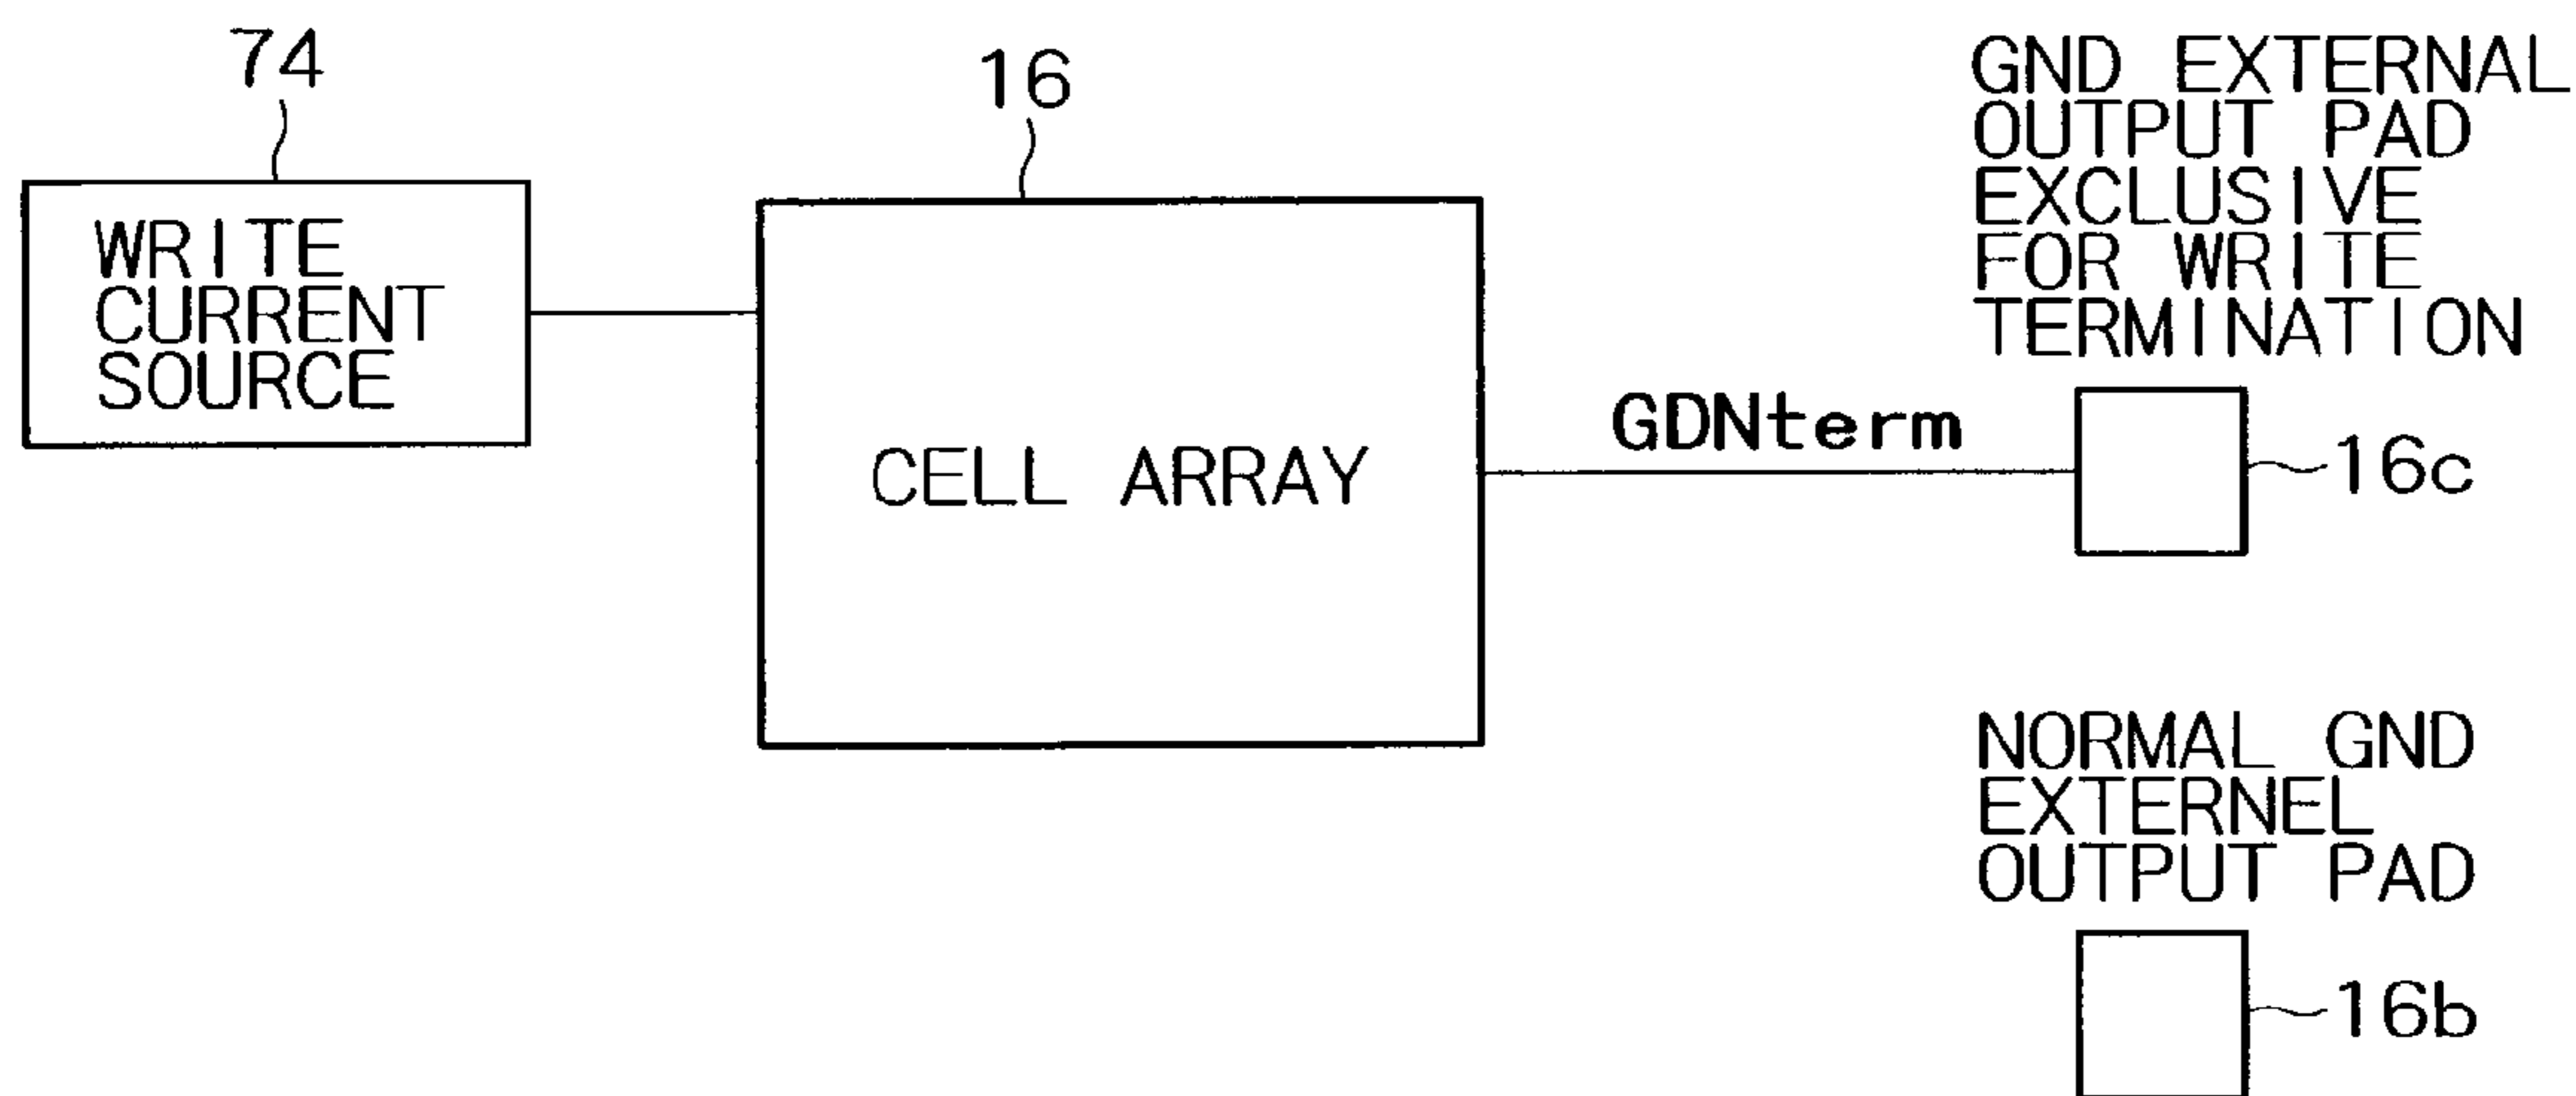 74
WRITE
CURRENT
SOURCE
16
CELL ARRAY
GND EXTERNAL
OUTPUT PAD
EXCLUSIVE
FOR WRITE
TERMINATION
GDNterm
16c
NORMAL GND
EXTERNEL
OUTPUT PAD
16b